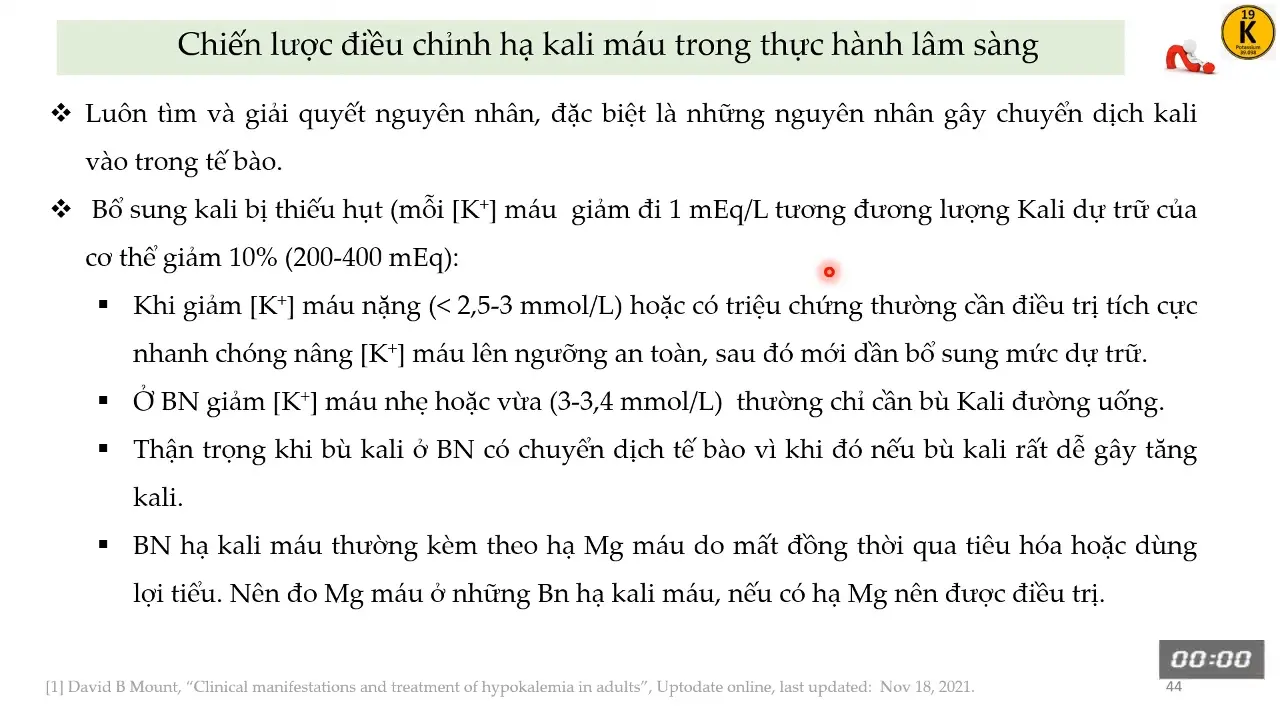 Chiến lược điều chỉnh hạ kali máu trong thực hành lâm sàng
19
K
Potassium
39.098
❖ Luôn tìm và giải quyết nguyên nhân, đặc biệt là những nguyên nhân gây chuyển dịch kali
vào trong tế bào.
❖ Bổ sung kali bị thiếu hụt (mỗi [K⁺] máu giảm đi 1 mEq/L tương đương lượng Kali dự trữ của
cơ thể giảm 10% (200-400 mEq):
▪ Khi giảm [K⁺] máu nặng (< 2,5-3 mmol/L) hoặc có triệu chứng thường cần điều trị tích cực
nhanh chóng nâng [K⁺] máu lên ngưỡng an toàn, sau đó mới dần bổ sung mức dự trữ.
▪ Ở BN giảm [K⁺] máu nhẹ hoặc vừa (3-3,4 mmol/L) thường chỉ cần bù Kali đường uống.
▪ Thận trọng khi bù kali ở BN có chuyển dịch tế bào vì khi đó nếu bù kali rất dễ gây tăng
kali.
▪ BN hạ kali máu thường kèm theo hạ Mg máu do mất đồng thời qua tiêu hóa hoặc dùng
lợi tiểu. Nên đo Mg máu ở những Bn hạ kali máu, nếu có hạ Mg nên được điều trị.
00:00
[1] David B Mount, “Clinical manifestations and treatment of hypokalemia in adults”, Uptodate online, last updated: Nov 18, 2021.
44